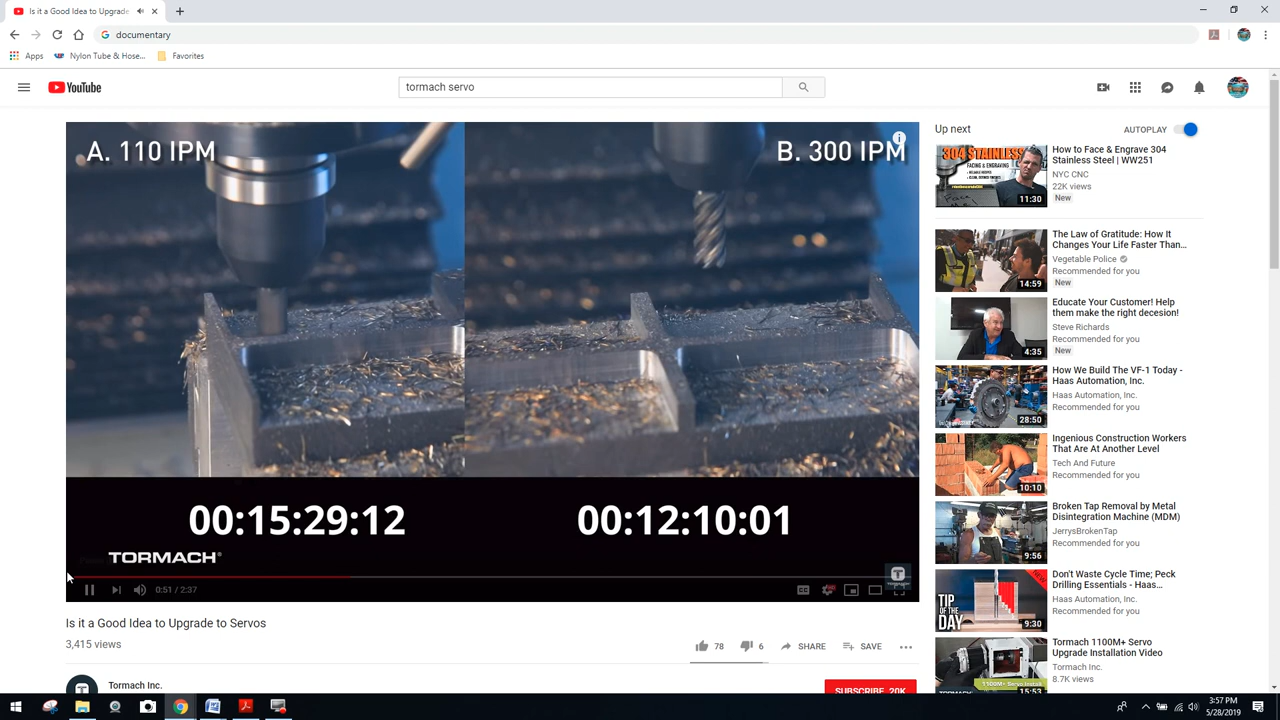 Is it a Good Idea to Upgrade
documentary
Apps
Nylon Tube & Hose...
Favorites
YouTube
tormach servo
A. 110 IPM
B. 300 IPM
00:15:29:12
00:12:10:01
TORMACH®
0:51 / 2:37
CC
Is it a Good Idea to Upgrade to Servos
3,415 views
78
6
SHARE
SAVE
Tormach Inc.
SUBSCRIBE 20K
Up next
AUTOPLAY
304 STAINLESS
FACING & ENGRAVING
11:30
How to Face & Engrave 304
Stainless Steel | WW251
NYC CNC
22K views
New
14:59
The Law of Gratitude: How It
Changes Your Life Faster Than...
Vegetable Police
Recommended for you
New
4:35
Educate Your Customer! Help
them make the right decesion!
Steve Richards
Recommended for you
New
28:50
How We Build The VF-1 Today -
Haas Automation, Inc.
Haas Automation, Inc.
Recommended for you
10:10
Ingenious Construction Workers
That Are At Another Level
Tech And Future
Recommended for you
9:56
Broken Tap Removal by Metal
Disintegration Machine (MDM)
JerrysBrokenTap
Recommended for you
TIP
OF THE
DAY
NEW
9:30
Don't Waste Cycle Time; Peck
Drilling Essentials - Haas...
Haas Automation, Inc.
Recommended for you
TORMACH
1100M+ Servo Install
15:53
Tormach 1100M+ Servo
Upgrade Installation Video
Tormach Inc.
8.7K views
3:57 PM
5/28/2019